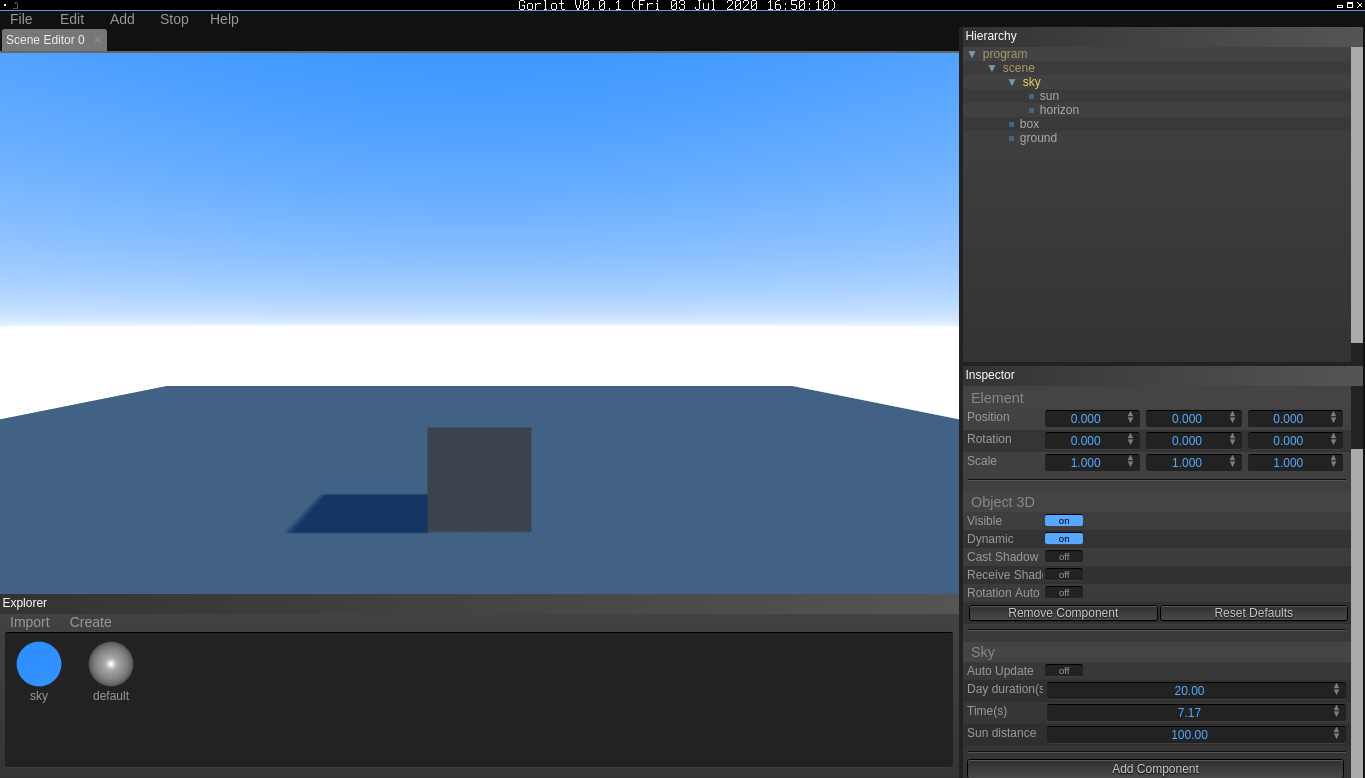 Gorlot V0.0.1 (Fri 03 Jul 2020 16:50:10)
File Edit Add Stop Help
Scene Editor 0 ×
Hierarchy
program
scene
sky
sun
horizon
box
ground
Inspector
Element
Position 0.000 0.000 0.000
Rotation 0.000 0.000 0.000
Scale 1.000 1.000 1.000
Object 3D
Visible on
Dynamic on
Cast Shadow off
Receive Shad off
Rotation Auto off
Remove Component Reset Defaults
Sky
Auto Update off
Day duration(s 20.00
Time(s) 7.17
Sun distance 100.00
Add Component
Explorer
Import Create
sky default